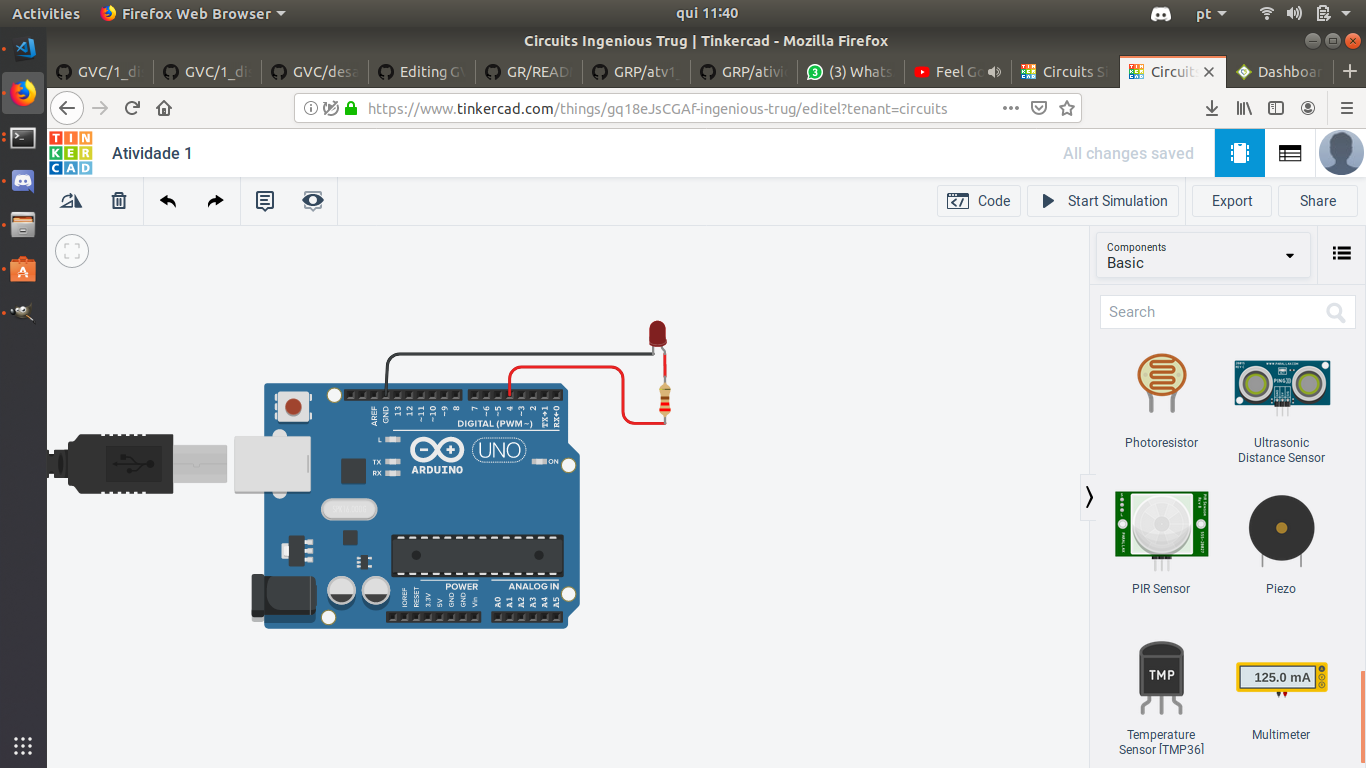 Activities
Firefox Web Browser
qui 11:40
pt
Circuits Ingenious Trug | Tinkercad - Mozilla Firefox
GVC/1_di
GVC/1_di
GVC/desa
Editing GV
GR/READ
GRP/atv1_
GRP/ativi
3
(3) Whats
Feel Go
Circuits S
Circuits
Dashboar
https://www.tinkercad.com/things/gq18eJsCGAf-ingenious-trug/editel?tenant=circuits
TIN
KER
CAD
Atividade 1
All changes saved
Code
Start Simulation
Export
Share
Components
Basic
Search
Photoresistor
Ultrasonic
Distance Sensor
PIR Sensor
Piezo
TMP
125.0 mA
Temperature
Sensor [TMP36]
Multimeter
AREF
GND
13
12
~11
~10
~9
8
7
~6
~5
4
~3
2
TX→1
RX←0
DIGITAL (PWM~)
L
TX
RX
ARDUINO
UNO
ON
POWER
ANALOG IN
IOREF
RESET
3.3V
5V
GND
GND
Vin
A0
A1
A2
A3
A4
A5